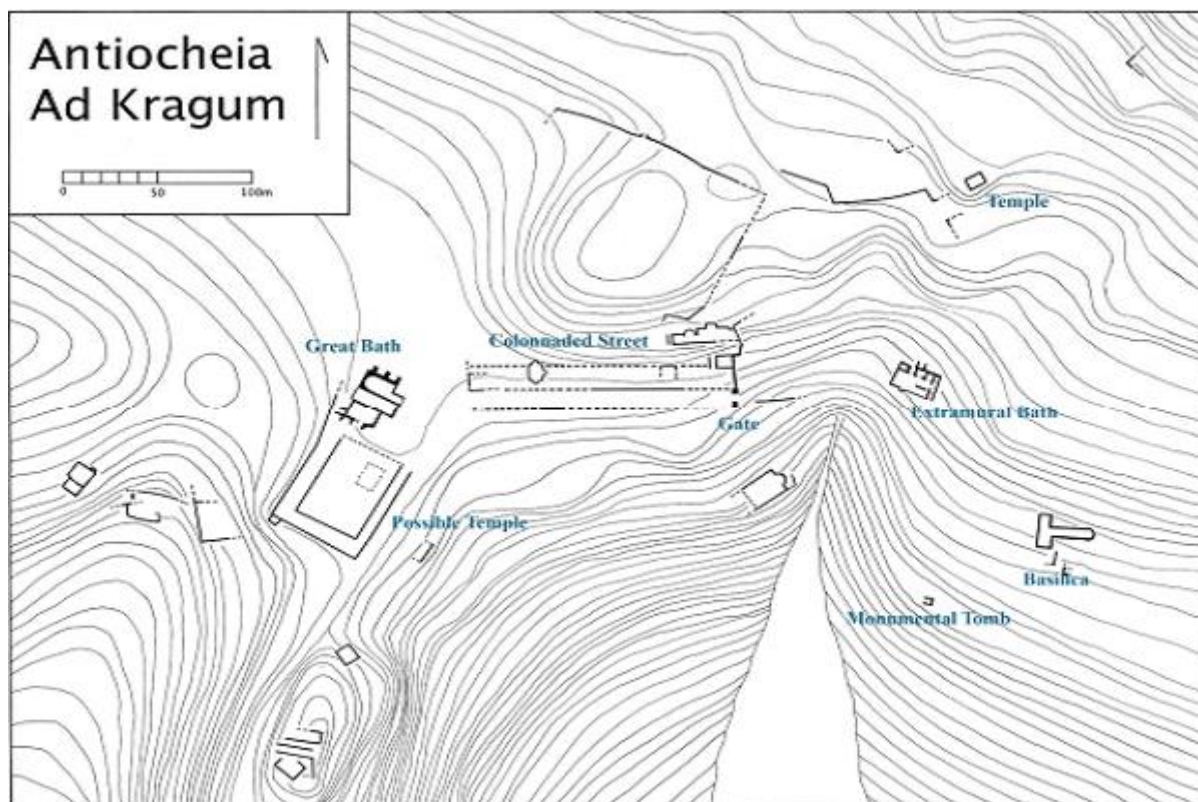 Antiocheia
Ad Kragum
0 50 100m
Temple
Colonnaded Street
Great Bath
Extramural Bath
Gate
Possible Temple
Basilica
Monumental Tomb